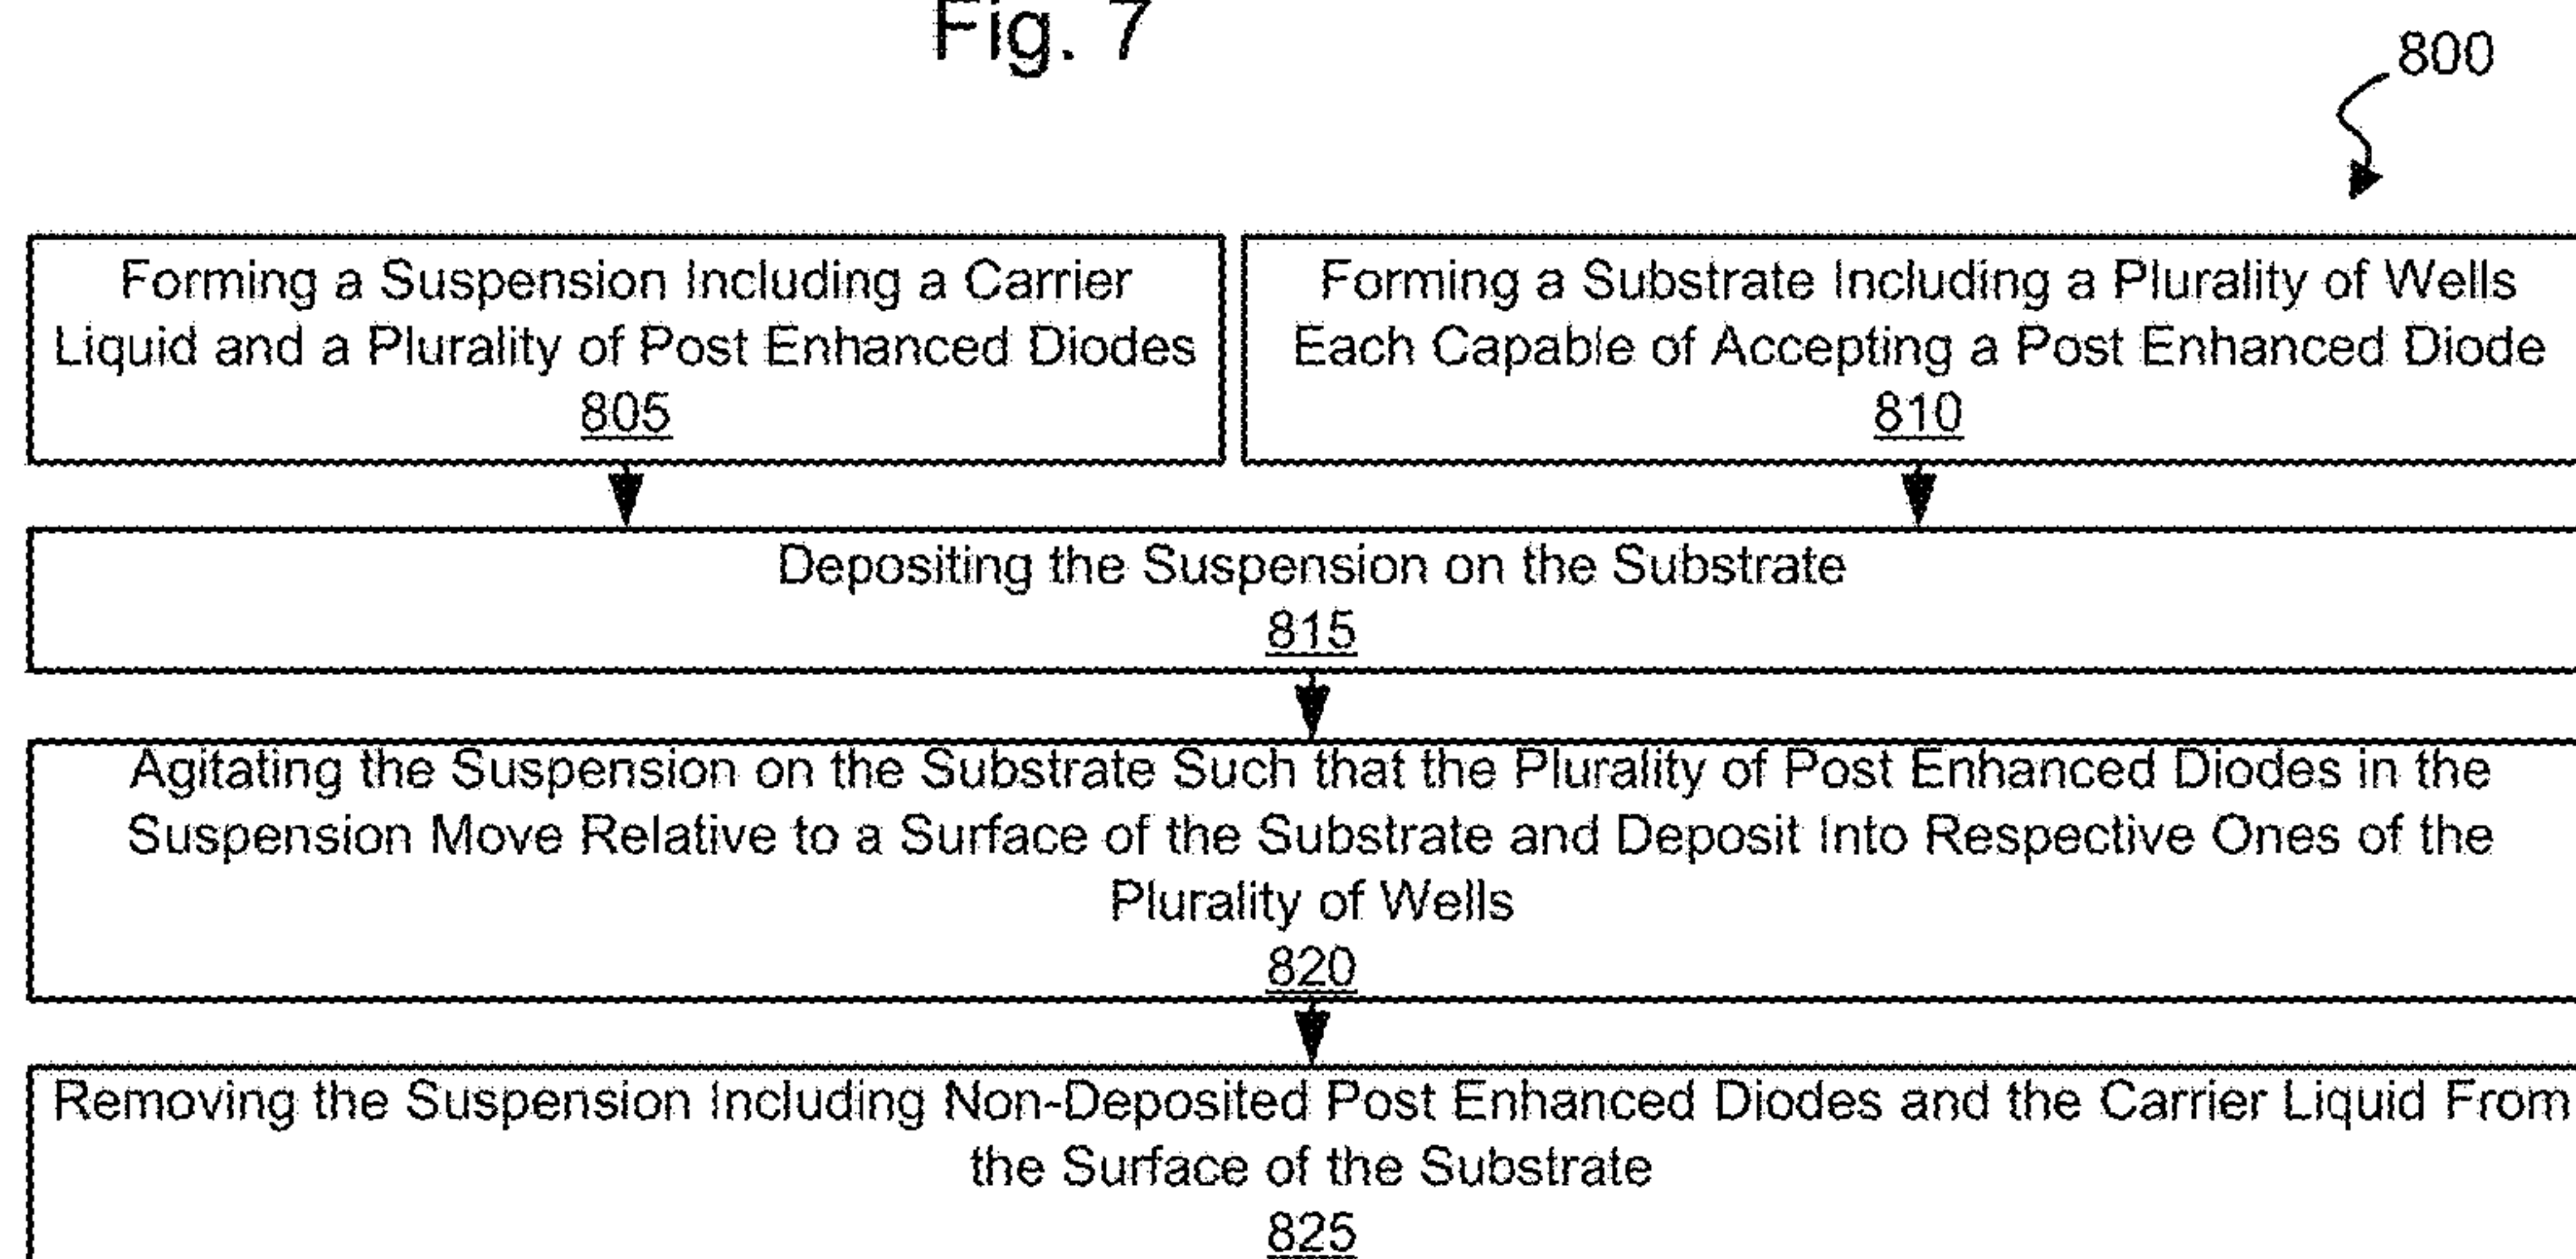 Fig. 7
800
Forming a Suspension Including a Carrier
Liquid and a Plurality of Post Enhanced Diodes
805
Forming a Substrate Including a Plurality of Wells
Each Capable of Accepting a Post Enhanced Diode
810
Depositing the Suspension on the Substrate
815
Agitating the Suspension on the Substrate Such that the Plurality of Post Enhanced Diodes in the
Suspension Move Relative to a Surface of the Substrate and Deposit Into Respective Ones of the
Plurality of Wells
820
Removing the Suspension Including Non-Deposited Post Enhanced Diodes and the Carrier Liquid From
the Surface of the Substrate
825